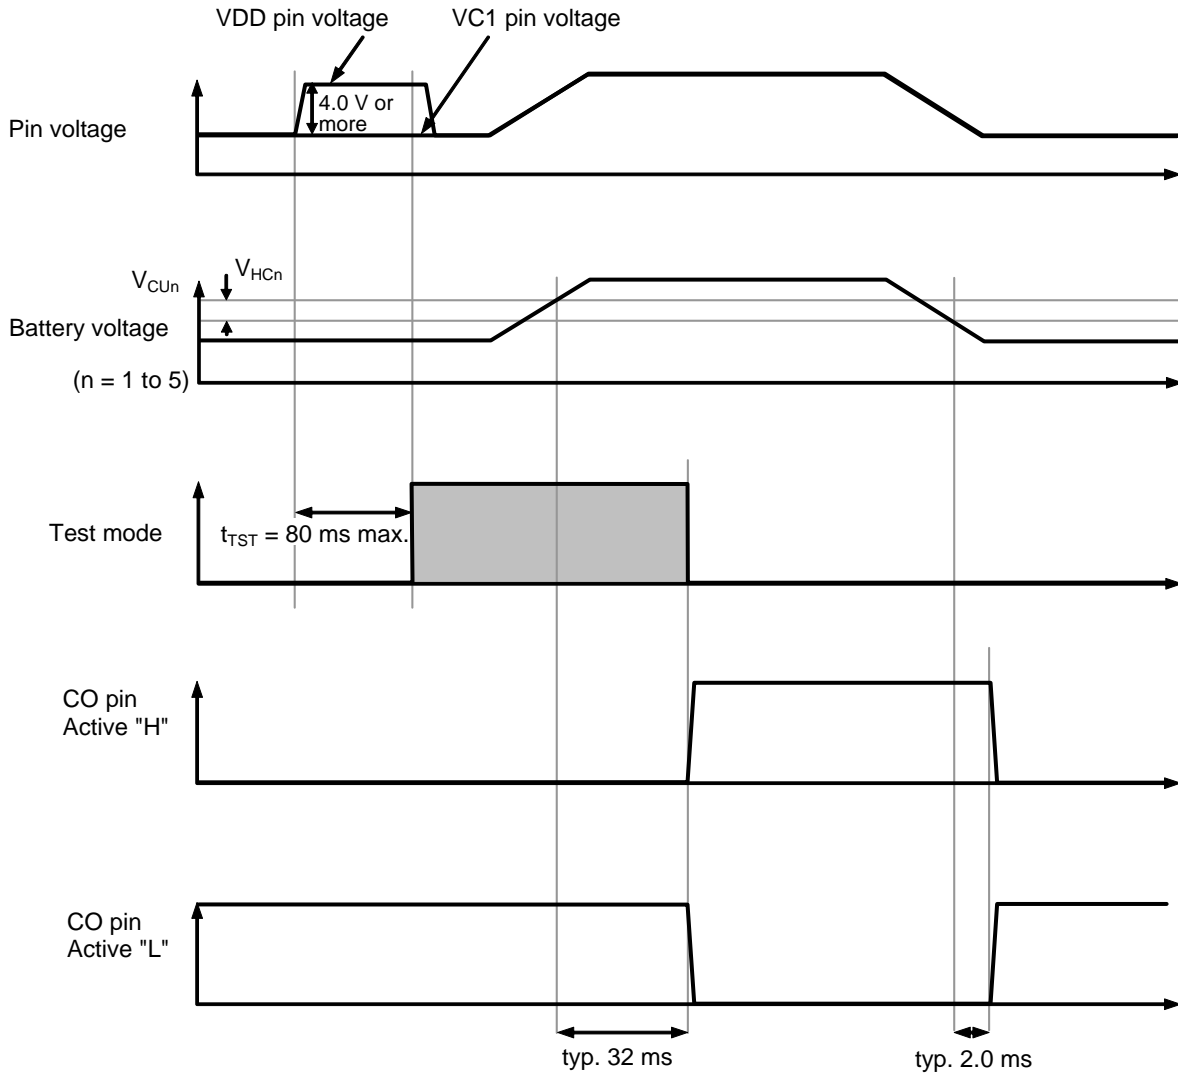 VDD pin voltage
VC1 pin voltage
4.0 V or
more
Pin voltage
VHCn
VCUn
Battery voltage
(n = 1 to 5)
Test mode
tTST = 80 ms max.
CO pin
Active "H"
CO pin
Active "L"
typ. 32 ms
typ. 2.0 ms